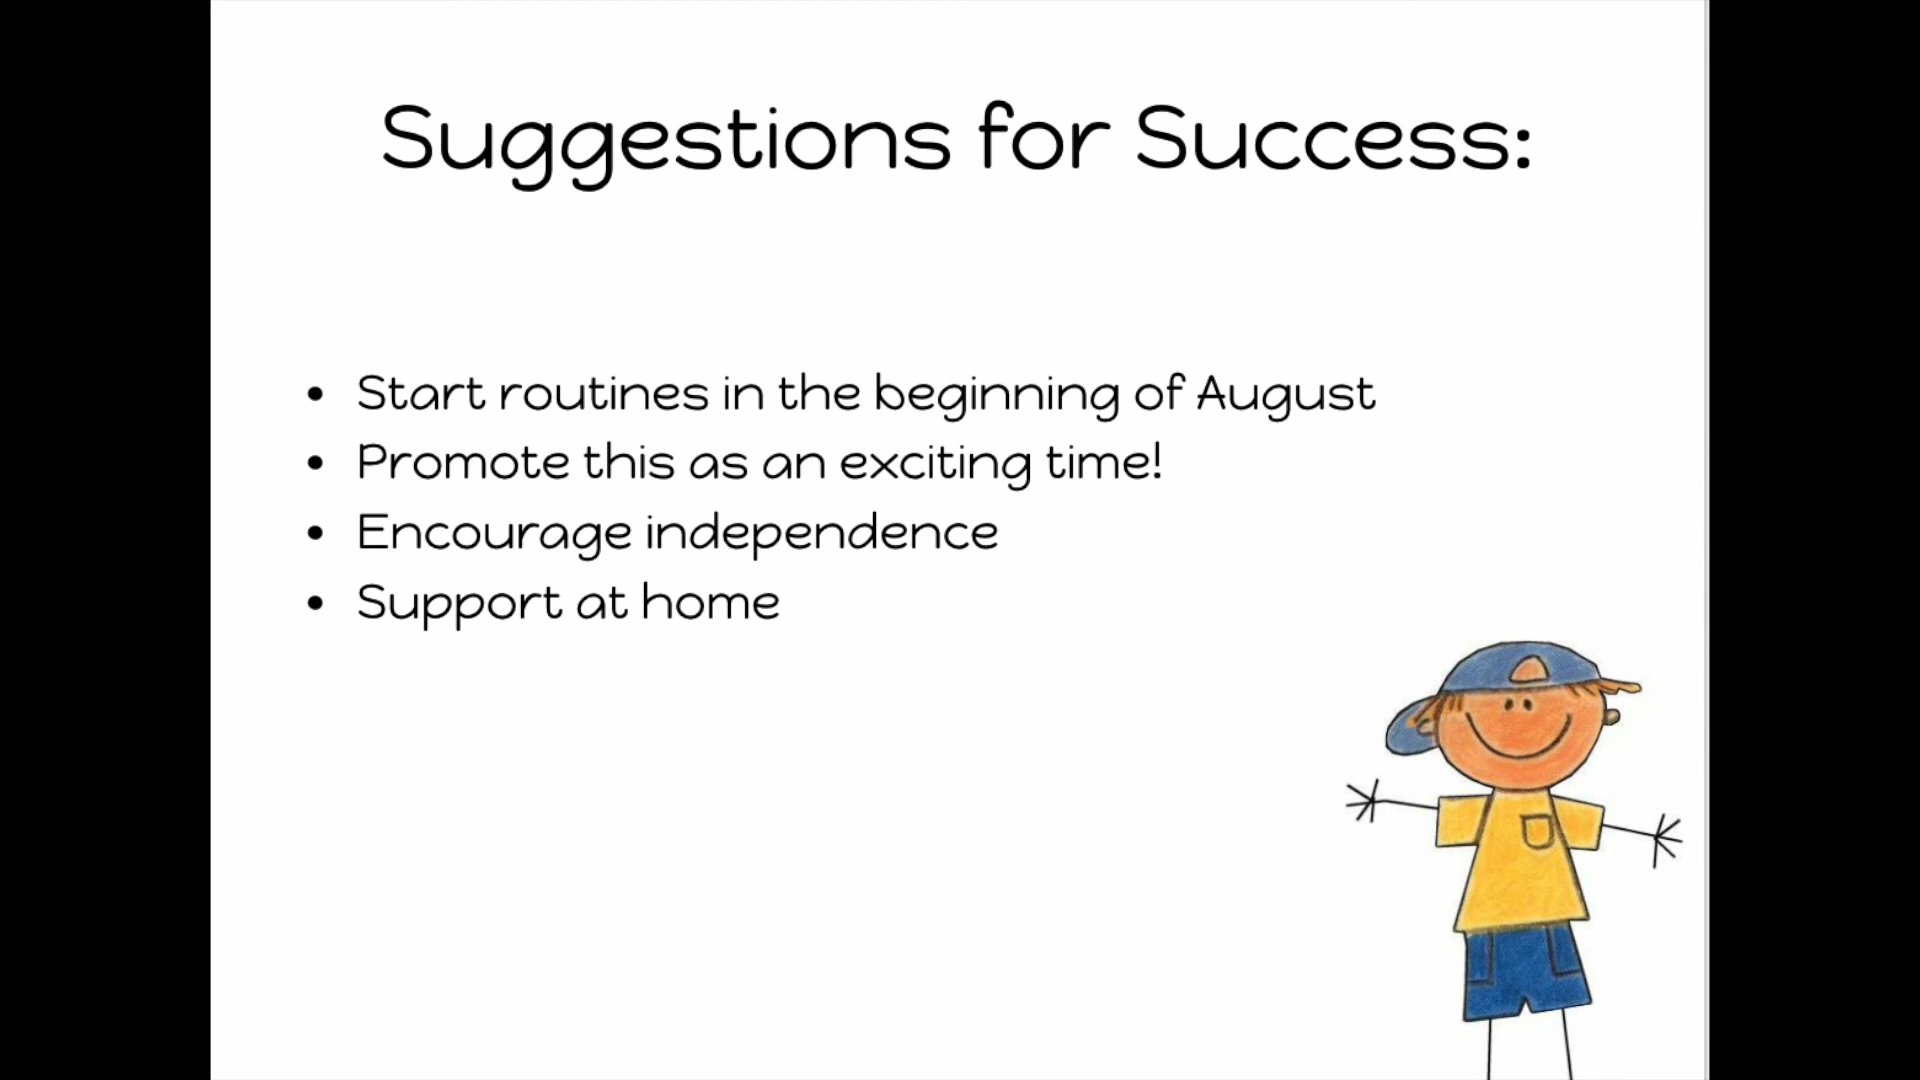 Suggestions for Success:
• Start routines in the beginning of August
• Promote this as an exciting time!
• Encourage independence
• Support at home